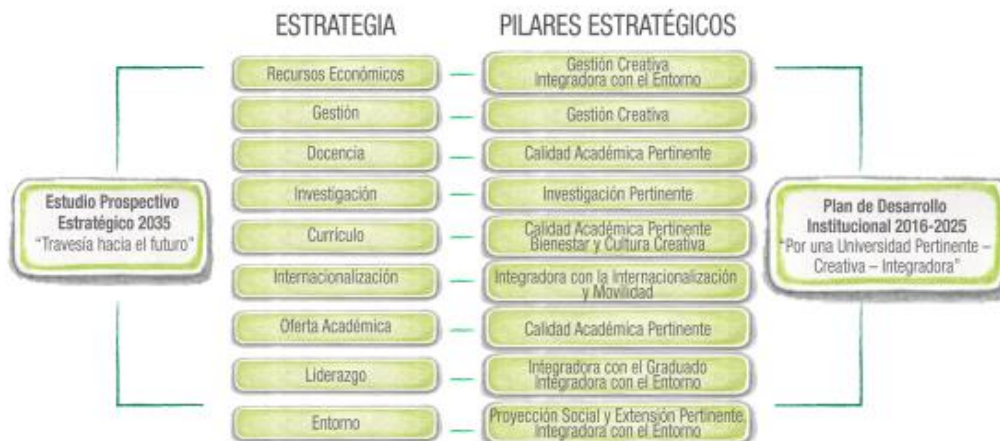 ESTRATEGIA
PILARES ESTRATÉGICOS
Recursos Económicos
Gestión Creativa
Integradora con el Entorno
Gestión
Gestión Creativa
Docencia
Calidad Académica Pertinente
Investigación
Investigación Pertinente
Currículo
Calidad Académica Pertinente
Bienestar y Cultura Creativa
Internacionalización
Integradora con la Internacionalización
y Movilidad
Oferta Académica
Calidad Académica Pertinente
Liderazgo
Integradora con el Graduado
Integradora con el Entorno
Entorno
Proyección Social y Extensión Pertinente
Integradora con el Entorno
Estudio Prospectivo
Estratégico 2035
“Travesía hacia el futuro”
Plan de Desarrollo
Institucional 2016-2025
“Por una Universidad Pertinente –
Creativa – Integradora”